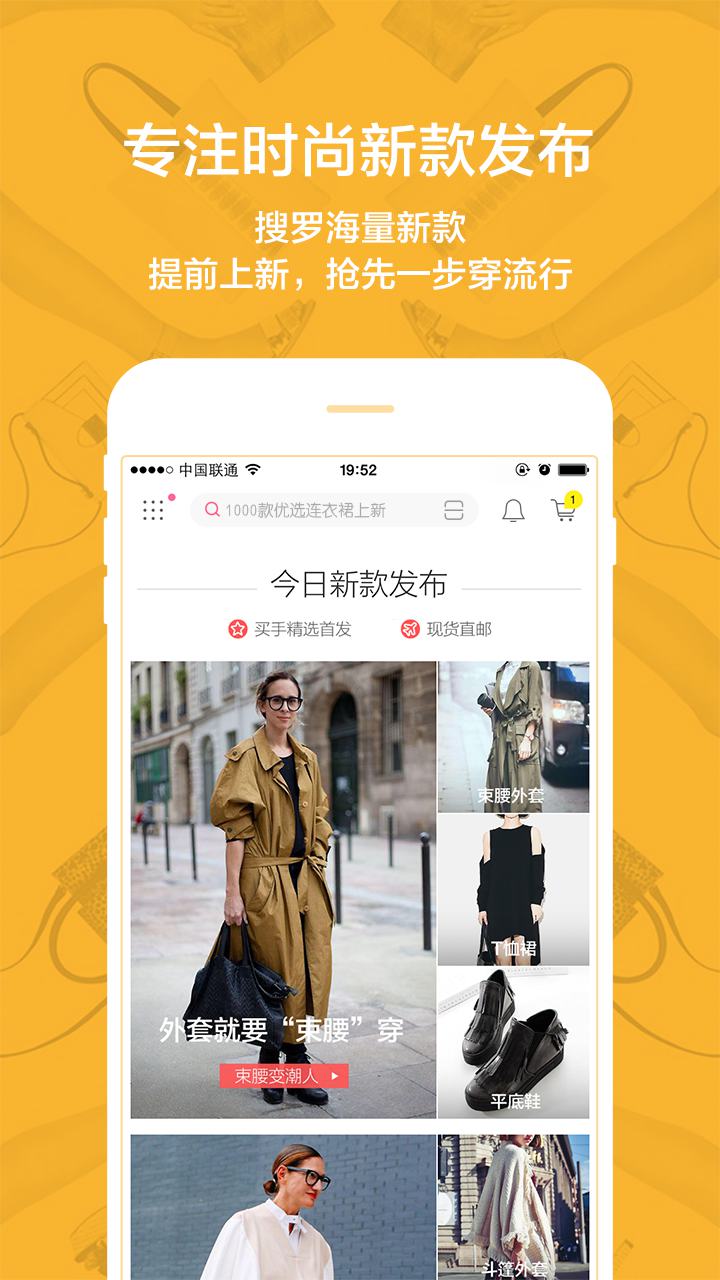 专注时尚新款发布
搜罗海量新款
提前上新，抢先一步穿流行
中国联通
19:52
1000款优选连衣裙上新
1
今日新款发布
买手精选首发
现货直邮
束腰外套
T恤裙
外套就要“束腰”穿
束腰变潮人
平底鞋
斗篷外套